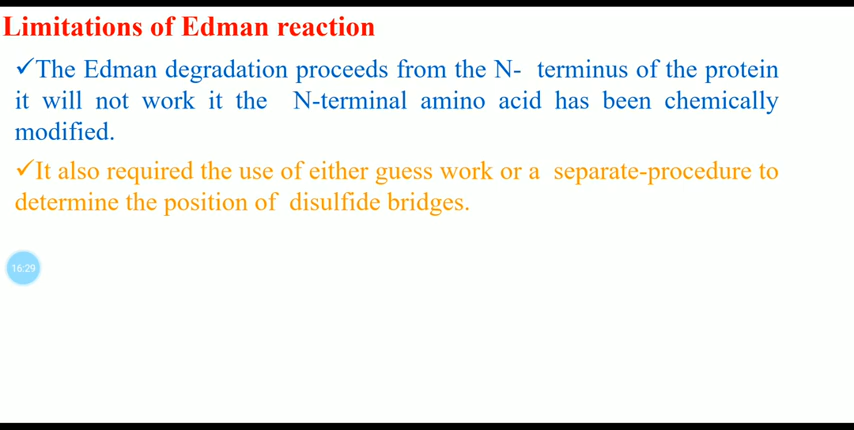 Limitations of Edman reaction
✓The Edman degradation proceeds from the N- terminus of the protein
it will not work it the N-terminal amino acid has been chemically
modified.
✓It also required the use of either guess work or a separate-procedure to
determine the position of disulfide bridges.
16:29